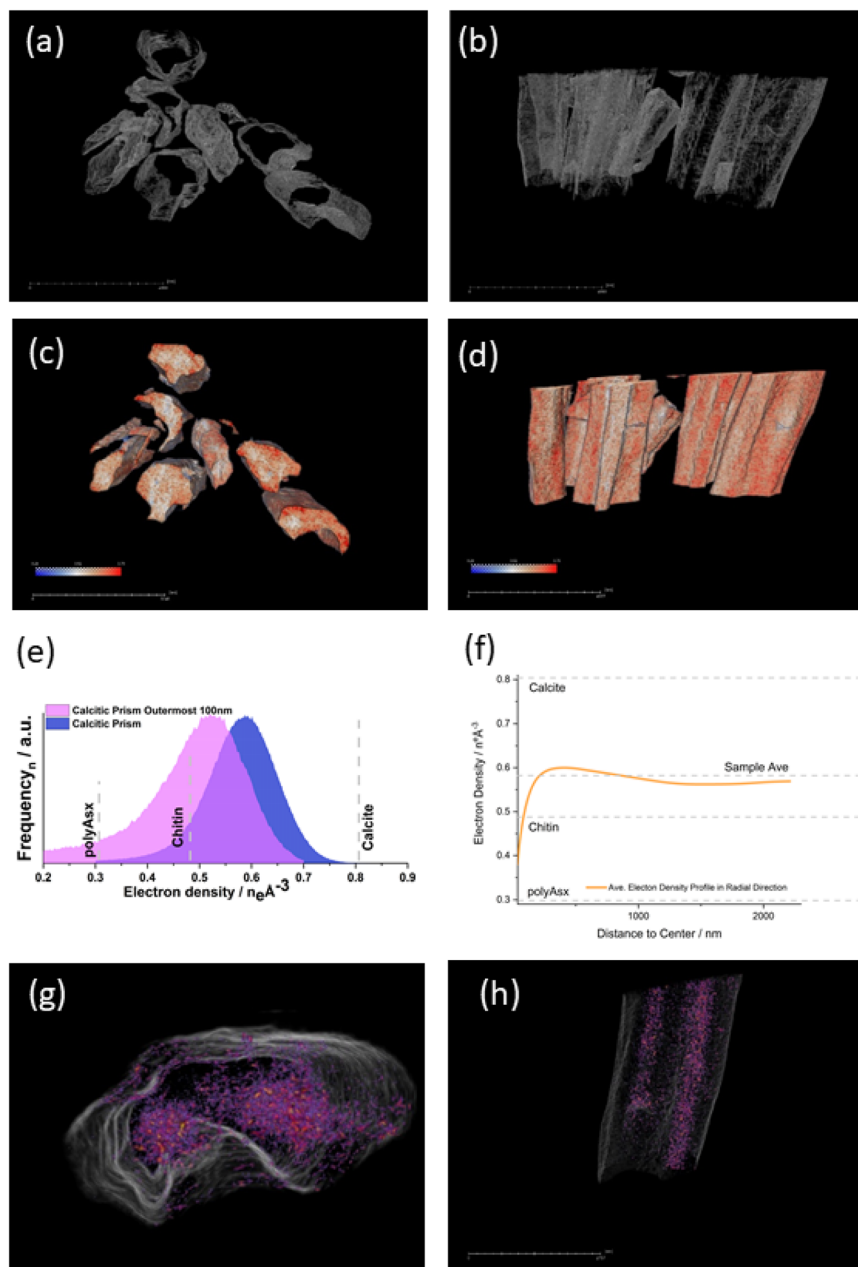 (a)
(b)
(c)
(d)
(e)
Calcitic Prism Outermost 100nm
Calcitic Prism
Frequencyn / a.u.
polyAsx
Chitin
Calcite
0.2 0.3 0.4 0.5 0.6 0.7 0.8 0.9
Electron density / neÅ-3
(f)
Electron Density / n*Å-3
0.8
0.7
0.6
0.5
0.4
0.3
Calcite
Sample Ave
Chitin
polyAsx
Ave. Electon Density Profile in Radial Direction
1000 2000
Distance to Center / nm
(g)
(h)